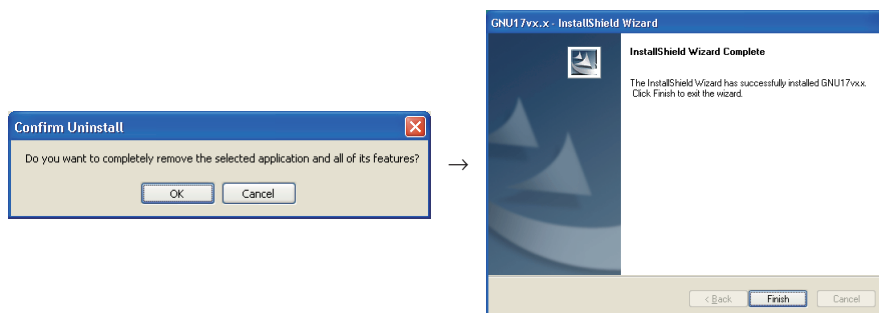 Confirm Uninstall
Do you want to completely remove the selected application and all of its features?
OK
Cancel
→
GNU17vx.x - InstallShield Wizard
InstallShield Wizard Complete
The InstallShield Wizard has successfully installed GNU17vx.x.
Click Finish to exit the wizard.
< Back
Finish
Cancel